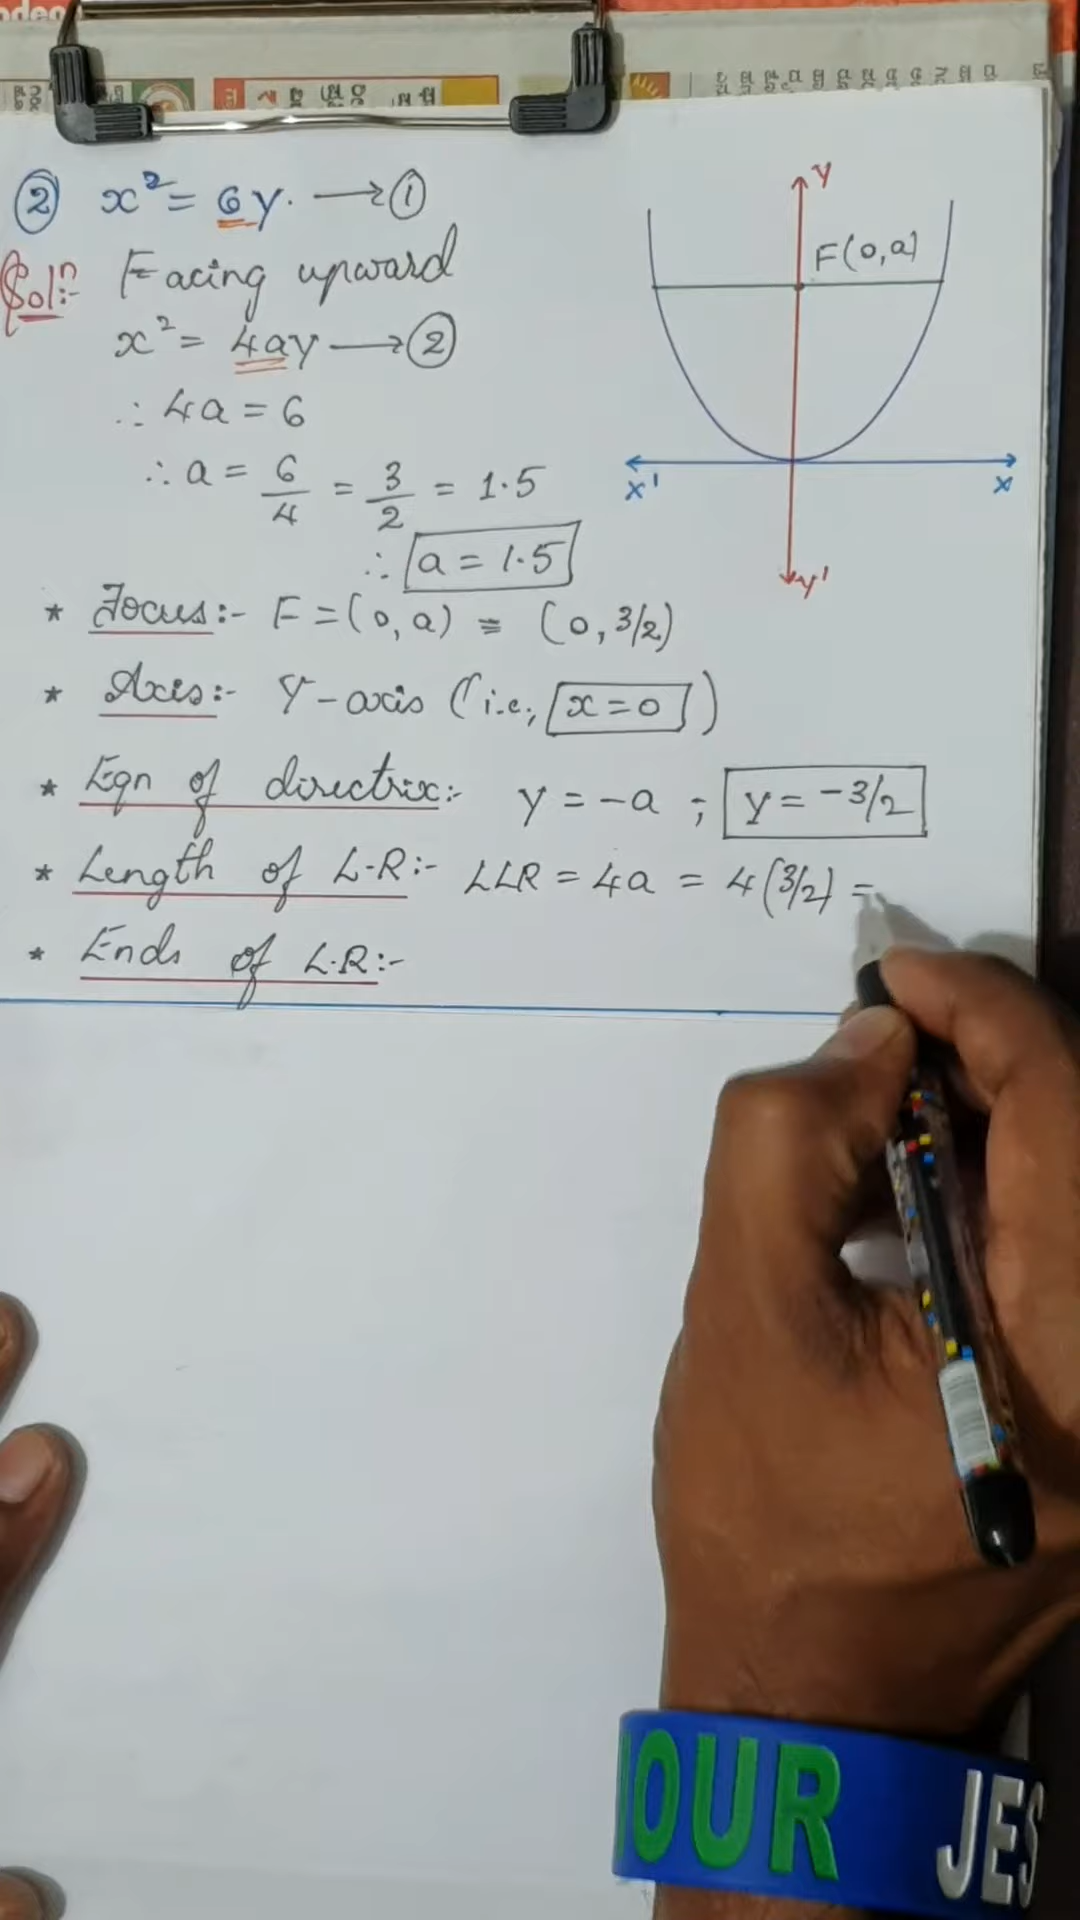 ② x² = 6y. → ①
Solⁿ:- Facing upward
x² = 4ay → ②
∴ 4a = 6
∴ a = 6/4 = 3/2 = 1.5
∴ a = 1.5
* Focus:- F = (0, a) = (0, 3/2)
* Axis:- Y-axis (i.e., x = 0)
* Eqn of directrix:- y = -a ; y = -3/2
* Length of L.R:- LLR = 4a = 4(3/2) =
* Ends of L.R:-
Y
F(0,a)
X'
X
Y'
OUR JES